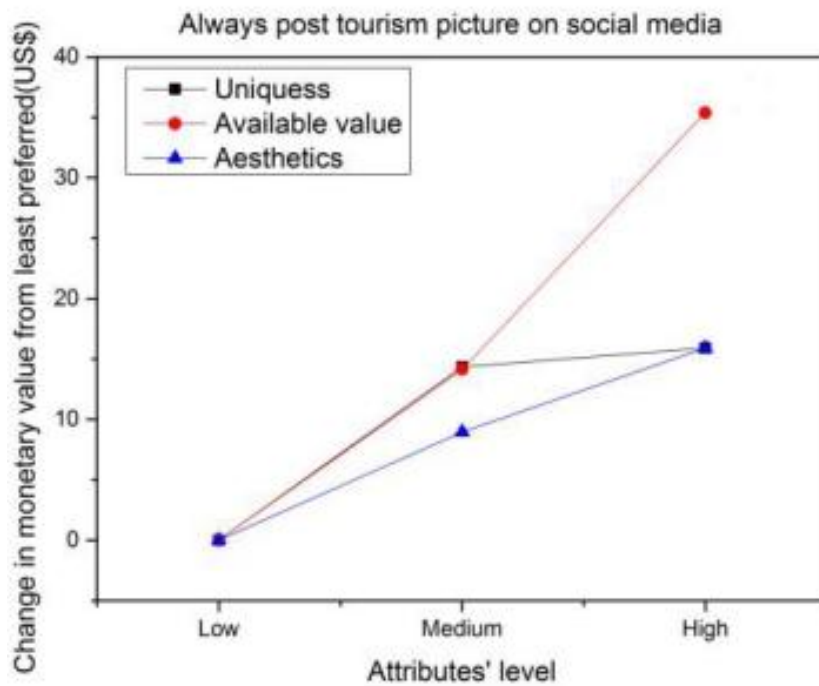 Always post tourism picture on social media
Change in monetary value from least preferred(US$)
40
30
20
10
0
Uniquess
Available value
Aesthetics
Low
Medium
High
Attributes' level